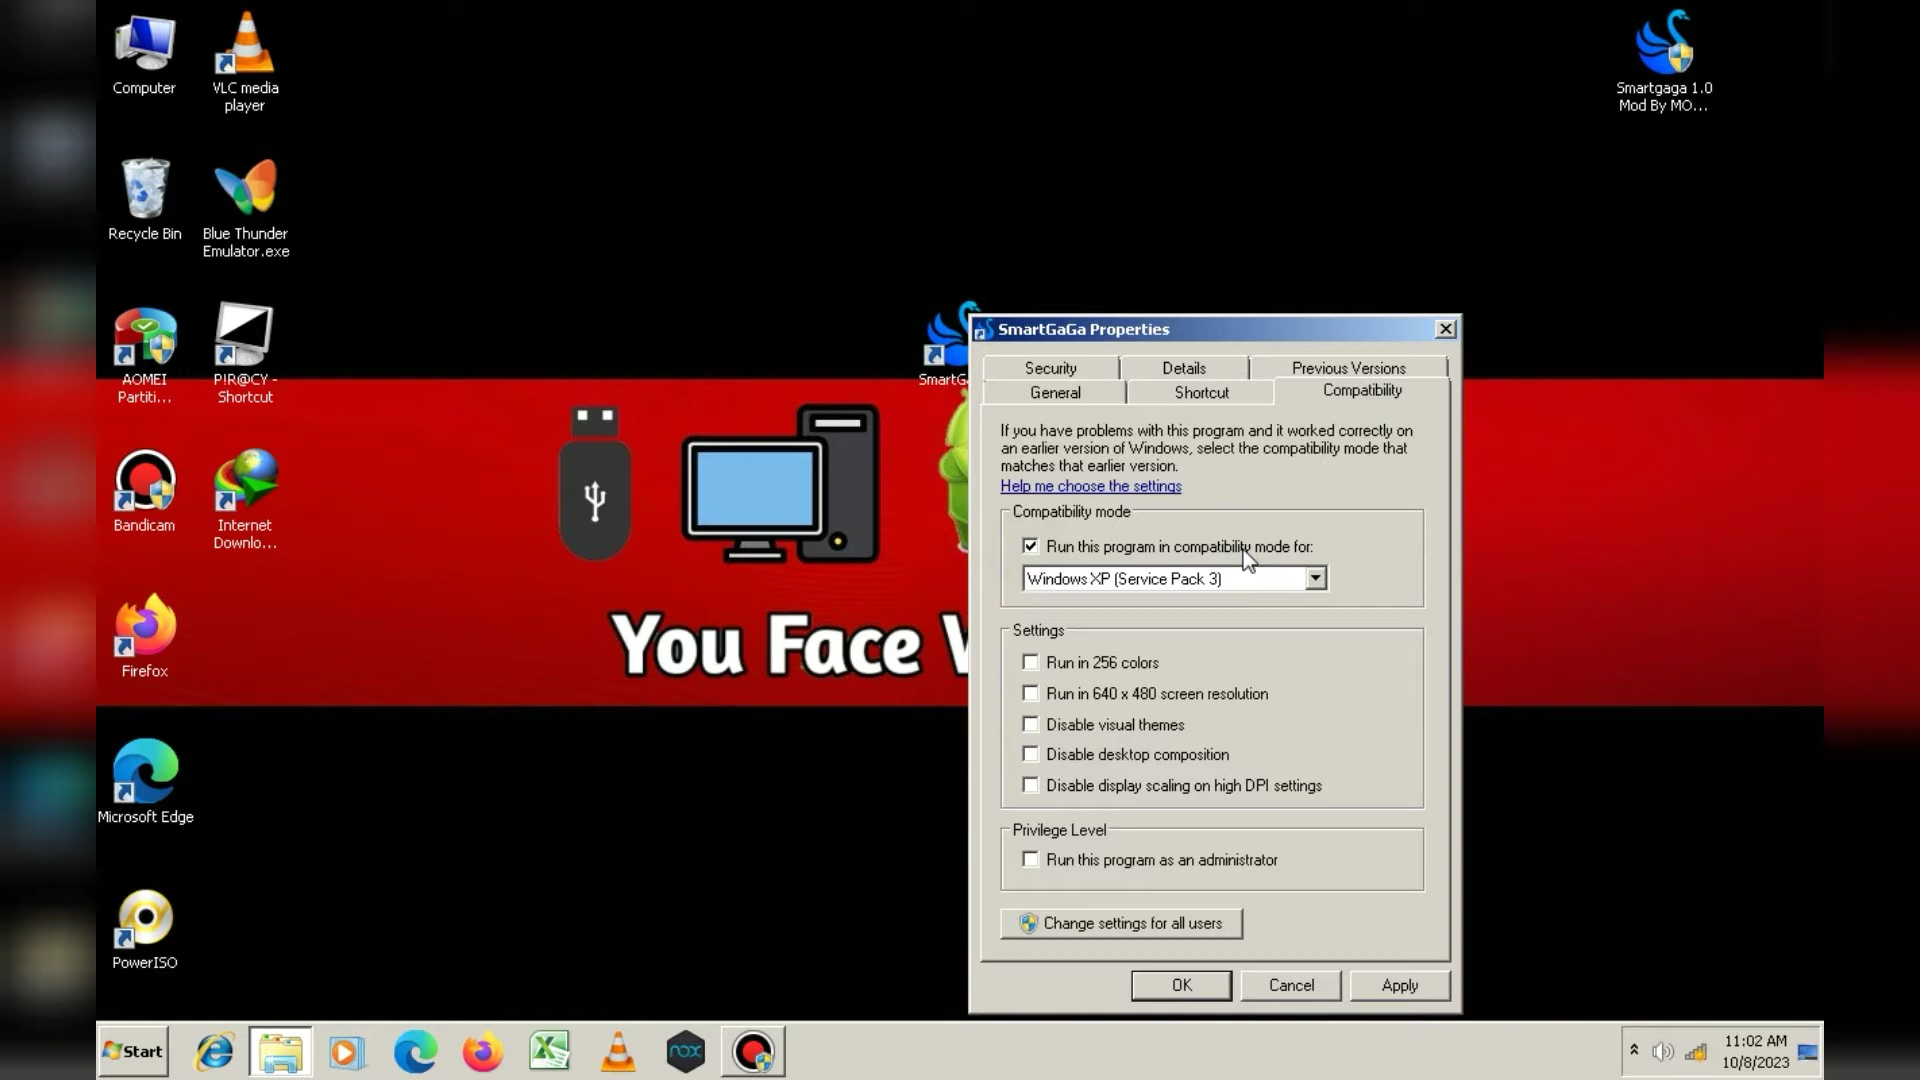 Computer
VLC media
player
Smartgaga 1.0
Mod By MO...
Recycle Bin
Blue Thunder
Emulator.exe
AOMEI
Partiti...
P!R@CY -
Shortcut
SmartG
Bandicam
Internet
Downlo...
Firefox
Microsoft Edge
PowerISO
You Face
SmartGaGa Properties
Security
Details
Previous Versions
General
Shortcut
Compatibility
If you have problems with this program and it worked correctly on
an earlier version of Windows, select the compatibility mode that
matches that earlier version.
Help me choose the settings
Compatibility mode
Run this program in compatibility mode for:
Windows XP (Service Pack 3)
Settings
Run in 256 colors
Run in 640 x 480 screen resolution
Disable visual themes
Disable desktop composition
Disable display scaling on high DPI settings
Privilege Level
Run this program as an administrator
Change settings for all users
OK
Cancel
Apply
Start
nox
11:02 AM
10/8/2023